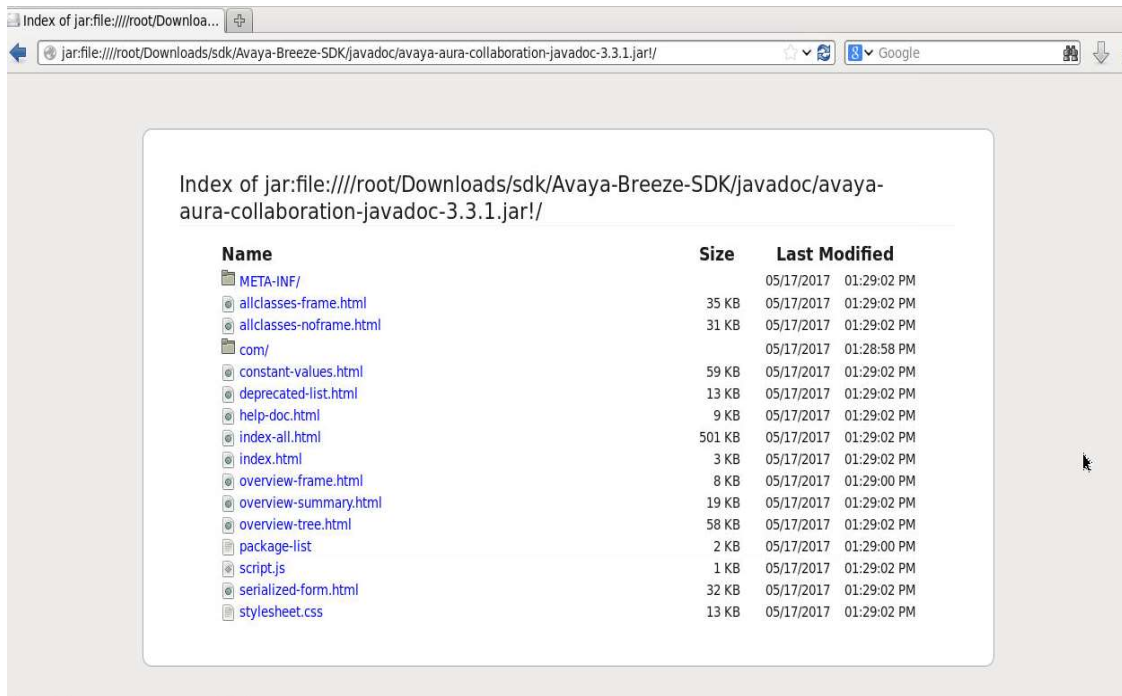 Index of jar:file:////root/Downloa...
jar:file:////root/Downloads/sdk/Avaya-Breeze-SDK/javadoc/avaya-aura-collaboration-javadoc-3.3.1.jar!/
8 Google
Index of jar:file:////root/Downloads/sdk/Avaya-Breeze-SDK/javadoc/avaya-
aura-collaboration-javadoc-3.3.1.jar!/
Name Size Last Modified
META-INF/ 05/17/2017 01:29:02 PM
allclasses-frame.html 35 KB 05/17/2017 01:29:02 PM
allclasses-noframe.html 31 KB 05/17/2017 01:29:02 PM
com/ 05/17/2017 01:28:58 PM
constant-values.html 59 KB 05/17/2017 01:29:02 PM
deprecated-list.html 13 KB 05/17/2017 01:29:02 PM
help-doc.html 9 KB 05/17/2017 01:29:02 PM
index-all.html 501 KB 05/17/2017 01:29:02 PM
index.html 3 KB 05/17/2017 01:29:02 PM
overview-frame.html 8 KB 05/17/2017 01:29:00 PM
overview-summary.html 19 KB 05/17/2017 01:29:02 PM
overview-tree.html 58 KB 05/17/2017 01:29:02 PM
package-list 2 KB 05/17/2017 01:29:00 PM
script.js 1 KB 05/17/2017 01:29:02 PM
serialized-form.html 32 KB 05/17/2017 01:29:02 PM
stylesheet.css 13 KB 05/17/2017 01:29:02 PM